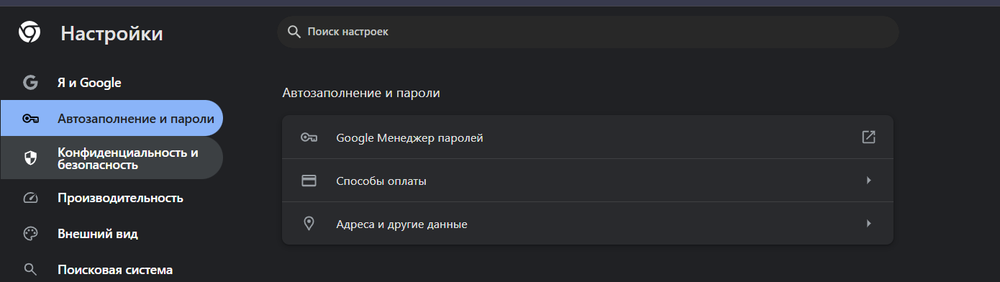 Настройки
Поиск настроек
Я и Google
Автозаполнение и пароли
Конфиденциальность и
безопасность
Производительность
Внешний вид
Поисковая система
Автозаполнение и пароли
Google Менеджер паролей
Способы оплаты
Адреса и другие данные